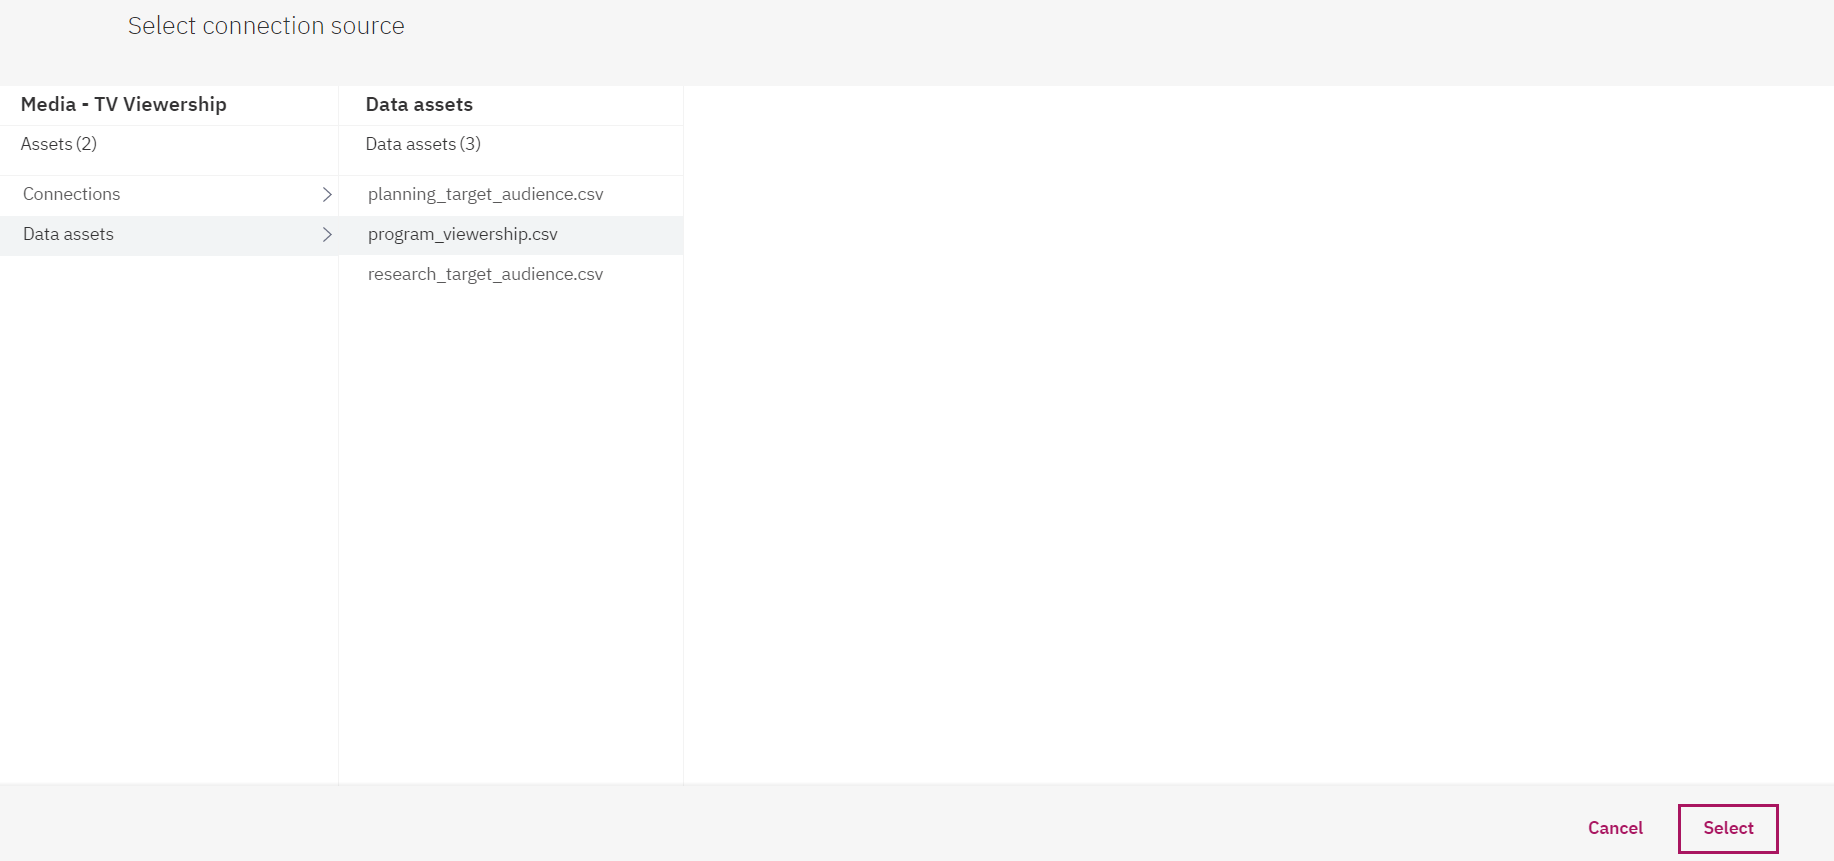 Select connection source
Media - TV Viewership
Assets (2)
Connections
Data assets
Data assets
Data assets (3)
planning_target_audience.csv
program_viewership.csv
research_target_audience.csv
Cancel
Select